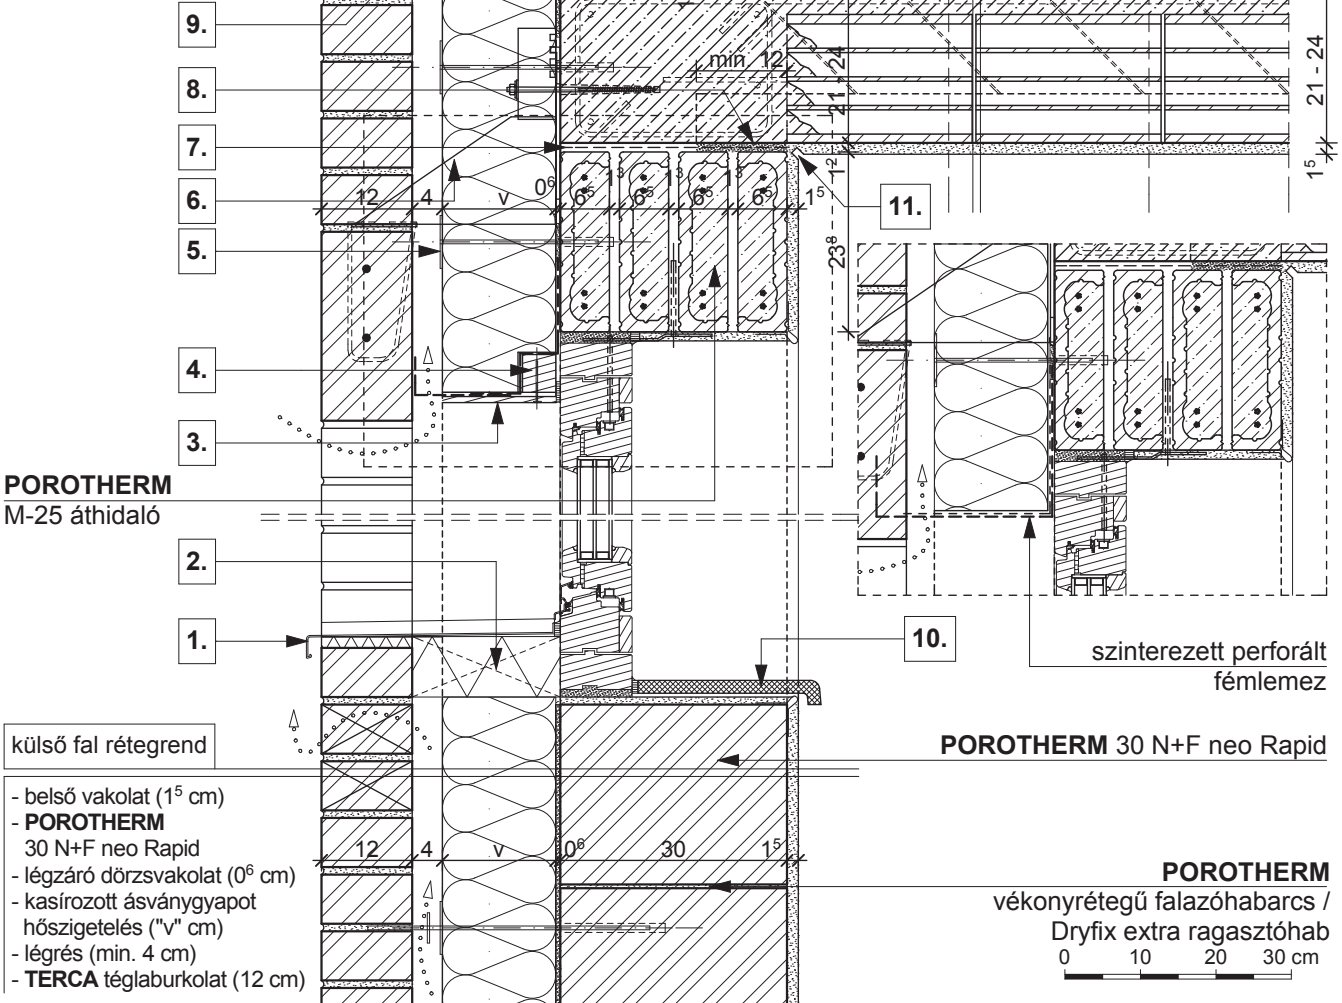 9.
8.
7.
6.
5.
4.
3.
POROTHERM
M-25 áthidaló
2.
1.
külső fal rétegrend
- belső vakolat (1⁵ cm)
- POROTHERM
30 N+F neo Rapid
- légzáró dörzsvakolat (0⁶ cm)
- kasírozott ásványgyapot
hőszigetelés ("v" cm)
- légrés (min. 4 cm)
- TERCA téglaburkolat (12 cm)
min. 12
21 - 24
21 - 24
1⁵
1²
23⁸
12 4 v 0⁶ 6⁵ 1³ 6⁵ 1³ 6⁵ 1³ 6⁵ 1⁵
11.
10.
szinterezett perforált
fémlemez
POROTHERM 30 N+F neo Rapid
12 4 v 0⁶ 30 1⁵
POROTHERM
vékonyrétegű falazóhabarcs /
Dryfix extra ragasztóhab
0 10 20 30 cm